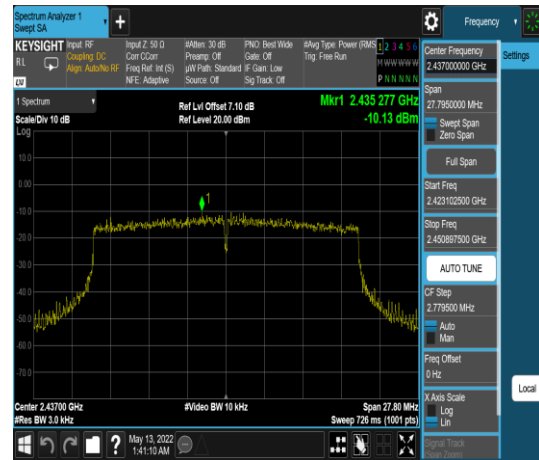 Spectrum Analyzer 1
Swept SA
Frequency
KEYSIGHT
RL
Input: RF
Coupling: DC
Align: Auto/No RF
Input Z: 50 Ω
Corr CCorr
Freq Ref: Int (S)
NFE: Adaptive
#Atten: 30 dB
Preamp: Off
µW Path: Standard
Source: Off
PNO: Best Wide
Gate: Off
IF Gain: Low
Sig Track: Off
#Avg Type: Power (RMS
Trig: Free Run
1 2 3 4 5 6
M WW WW W
P N N N N N
1 Spectrum
Scale/Div 10 dB
Log
Ref Lvl Offset 7.10 dB
Ref Level 20.00 dBm
Mkr1 2.435 277 GHz
-10.13 dBm
10.0
0.00
-10.0
-20.0
-30.0
-40.0
-50.0
-60.0
-70.0
1
Center 2.43700 GHz
#Res BW 3.0 kHz
#Video BW 10 kHz
Span 27.80 MHz
Sweep 726 ms (1001 pts)
May 13, 2022
1:41:10 AM
Center Frequency
2.437000000 GHz
Span
27.7950000 MHz
Swept Span
Zero Span
Full Span
Start Freq
2.423102500 GHz
Stop Freq
2.450897500 GHz
AUTO TUNE
CF Step
2.779500 MHz
Auto
Man
Freq Offset
0 Hz
X Axis Scale
Log
Lin
Signal Track
(Span Zoom)
Settings
Local